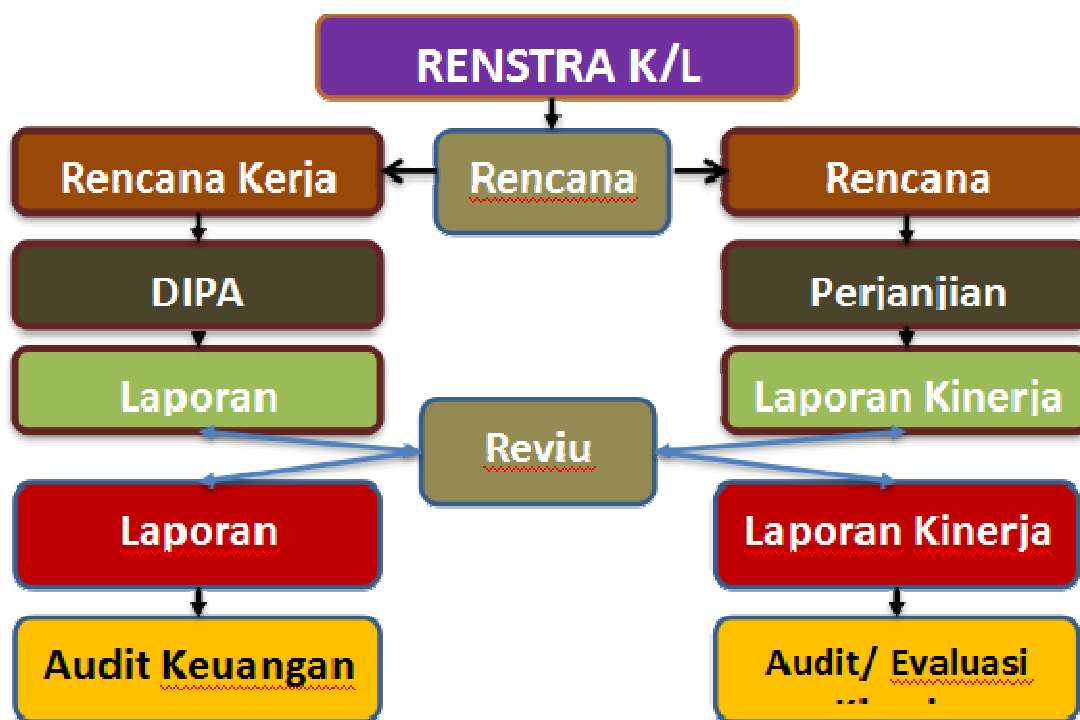 RENSTRA K/L
Rencana Kerja
Rencana
Rencana
DIPA
Perjanjian
Laporan
Laporan Kinerja
Reviu
Laporan
Laporan Kinerja
Audit Keuangan
Audit/ Evaluasi